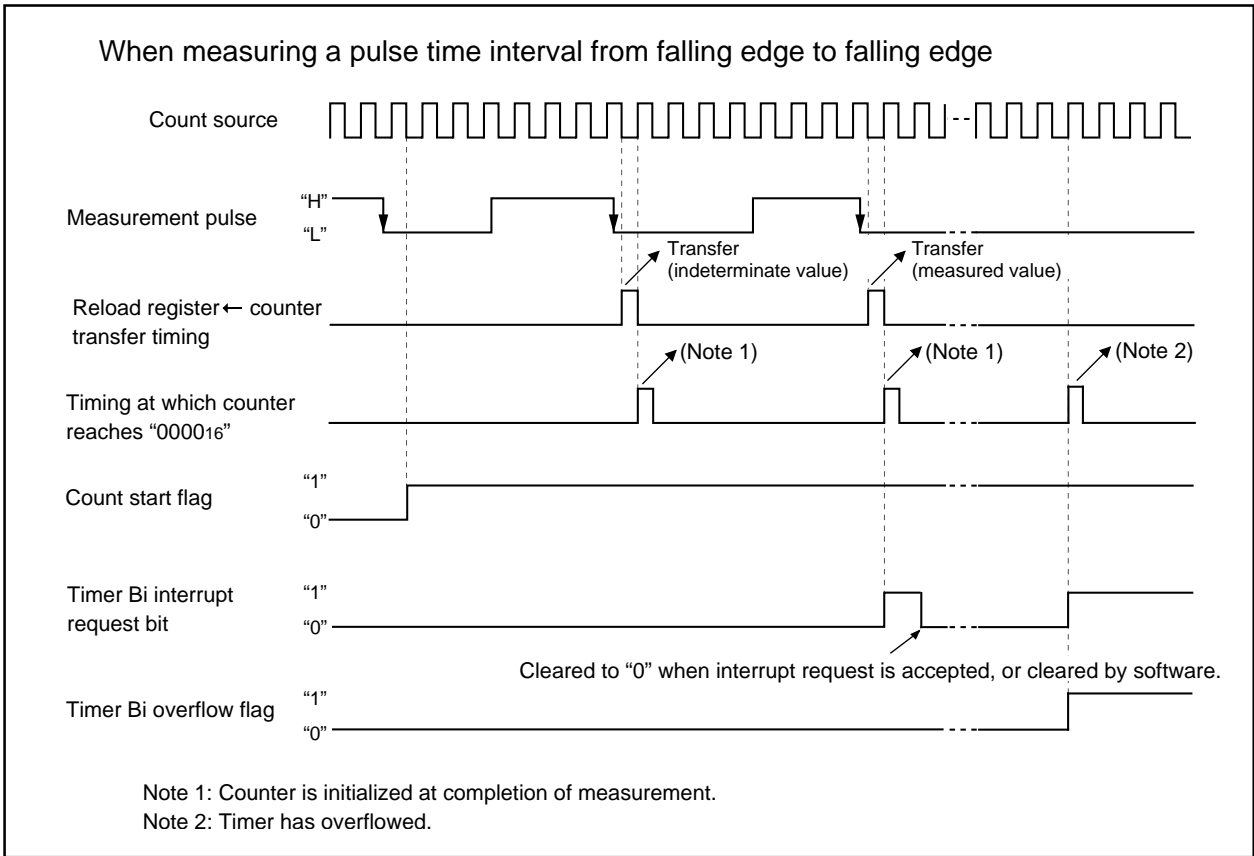 When measuring a pulse time interval from falling edge to falling edge
Count source
Measurement pulse
“H”
“L”
Transfer
(indeterminate value)
Transfer
(measured value)
Reload register ← counter
transfer timing
(Note 1)
(Note 1)
(Note 2)
Timing at which counter
reaches “000016”
Count start flag
“1”
“0”
Timer Bi interrupt
request bit
“1”
“0”
Cleared to “0” when interrupt request is accepted, or cleared by software.
Timer Bi overflow flag
“1”
“0”
Note 1: Counter is initialized at completion of measurement.
Note 2: Timer has overflowed.